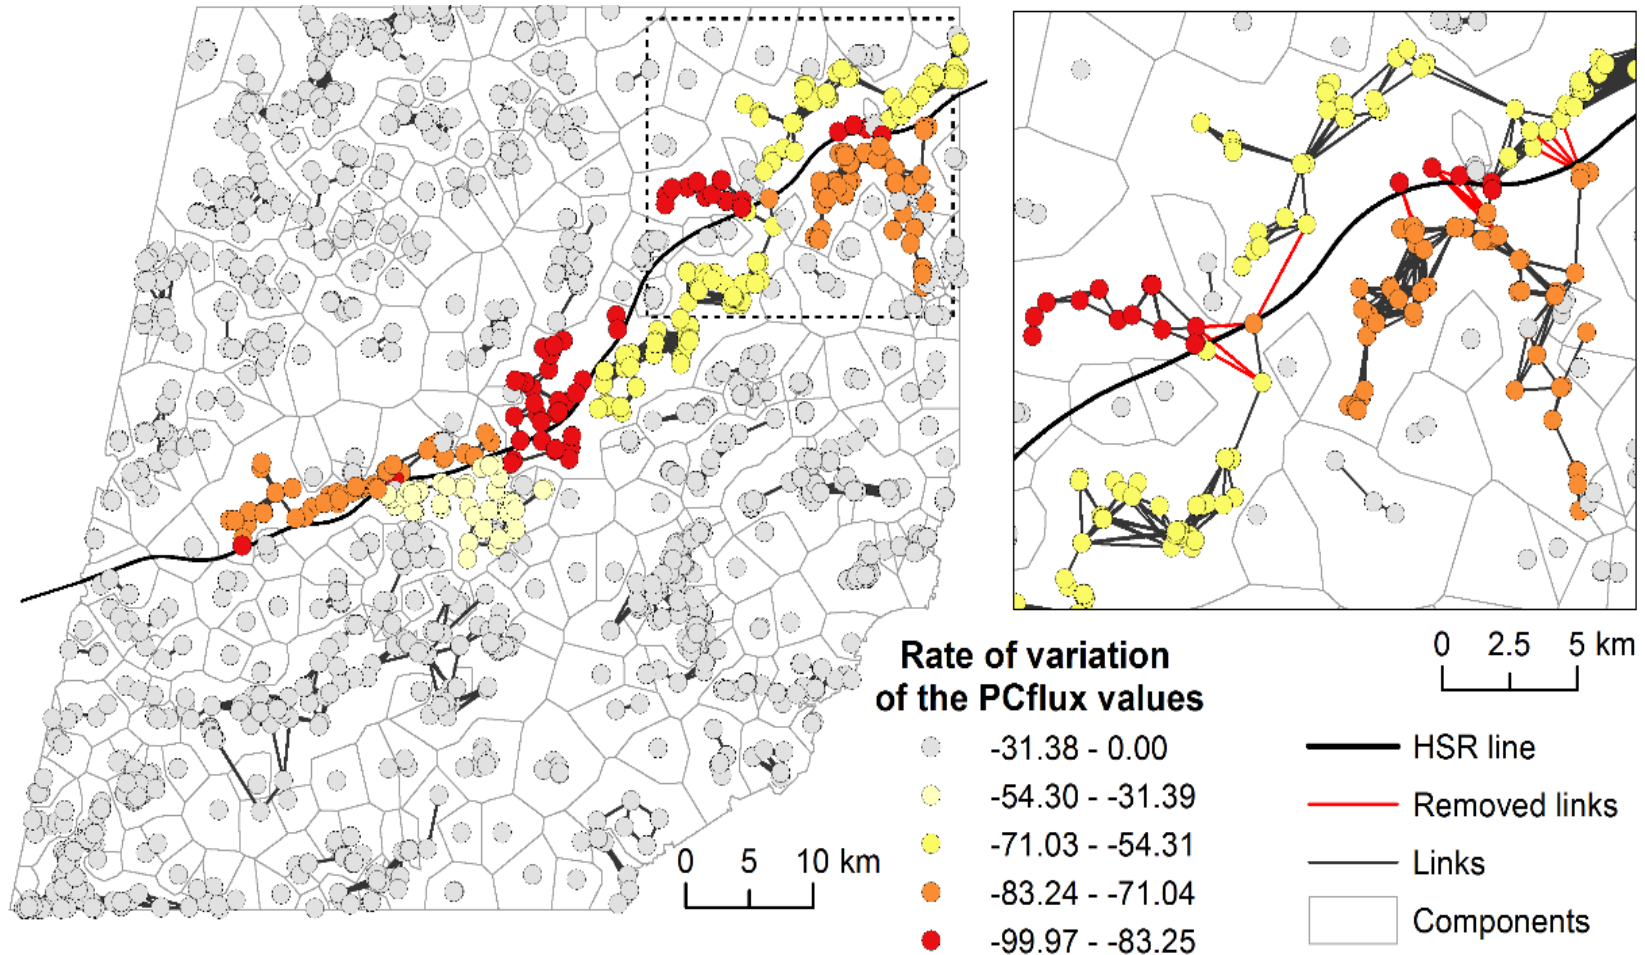 0 2.5 5 km
Rate of variation
of the PCflux values
-31.38 - 0.00
-54.30 - -31.39
-71.03 - -54.31
-83.24 - -71.04
-99.97 - -83.25
HSR line
Removed links
Links
Components
0 5 10 km